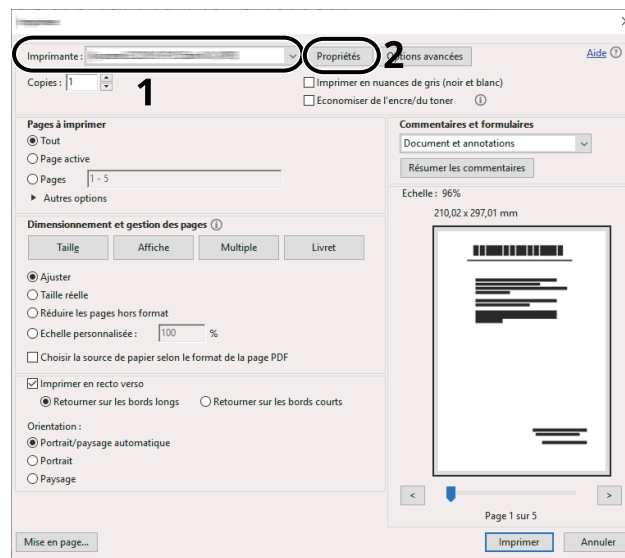 Imprimante :
Propriétés
2
Options avancées
Aide
Copies : 1
1
Imprimer en nuances de gris (noir et blanc)
Economiser de l'encre/du toner
Pages à imprimer
Tout
Page active
Pages 1 - 5
Autres options
Commentaires et formulaires
Document et annotations
Résumer les commentaires
Echelle : 96%
210,02 x 297,01 mm
Dimensionnement et gestion des pages
Taille
Affiche
Multiple
Livret
Ajuster
Taille réelle
Réduire les pages hors format
Echelle personnalisée : 100 %
Choisir la source de papier selon le format de la page PDF
Imprimer en recto verso
Retourner sur les bords longs
Retourner sur les bords courts
Orientation :
Portrait/paysage automatique
Portrait
Paysage
<
>
Page 1 sur 5
Mise en page...
Imprimer
Annuler